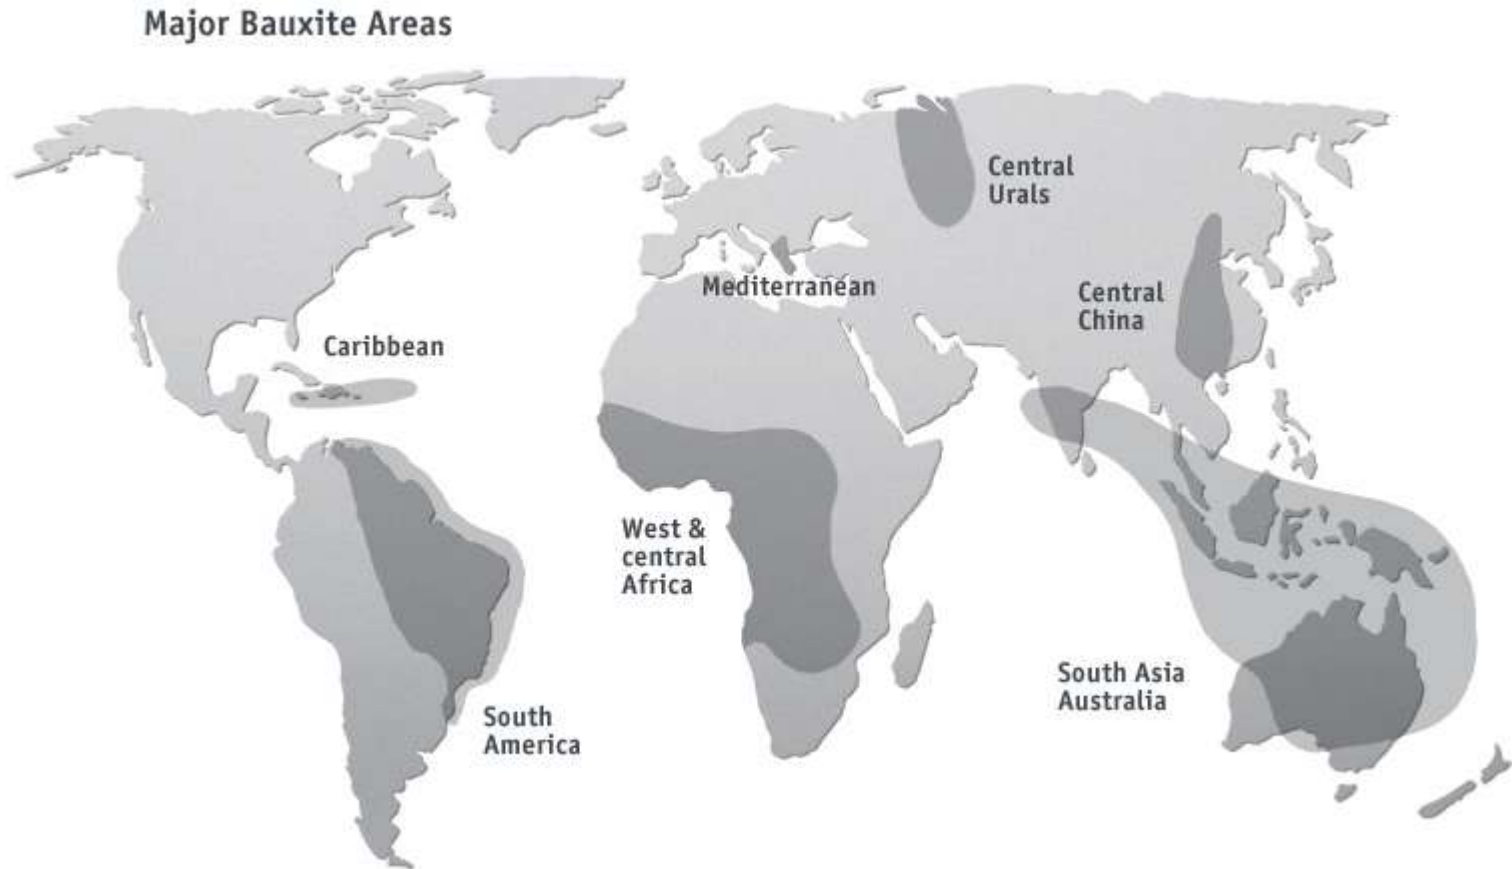 Major Bauxite Areas
Central
Urals
Mediterranean
Central
China
Caribbean
West &
central
Africa
South Asia
Australia
South
America